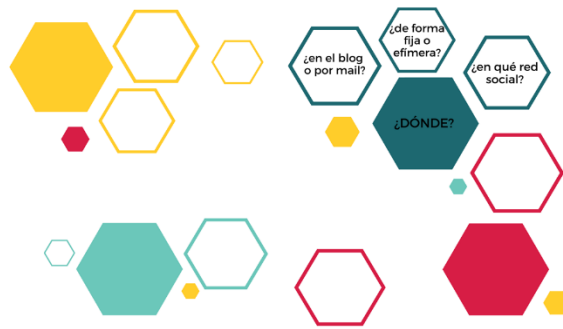 ¿en el blog
o por mail?
¿de forma
fija o
efímera?
¿en qué red
social?
¿DÓNDE?